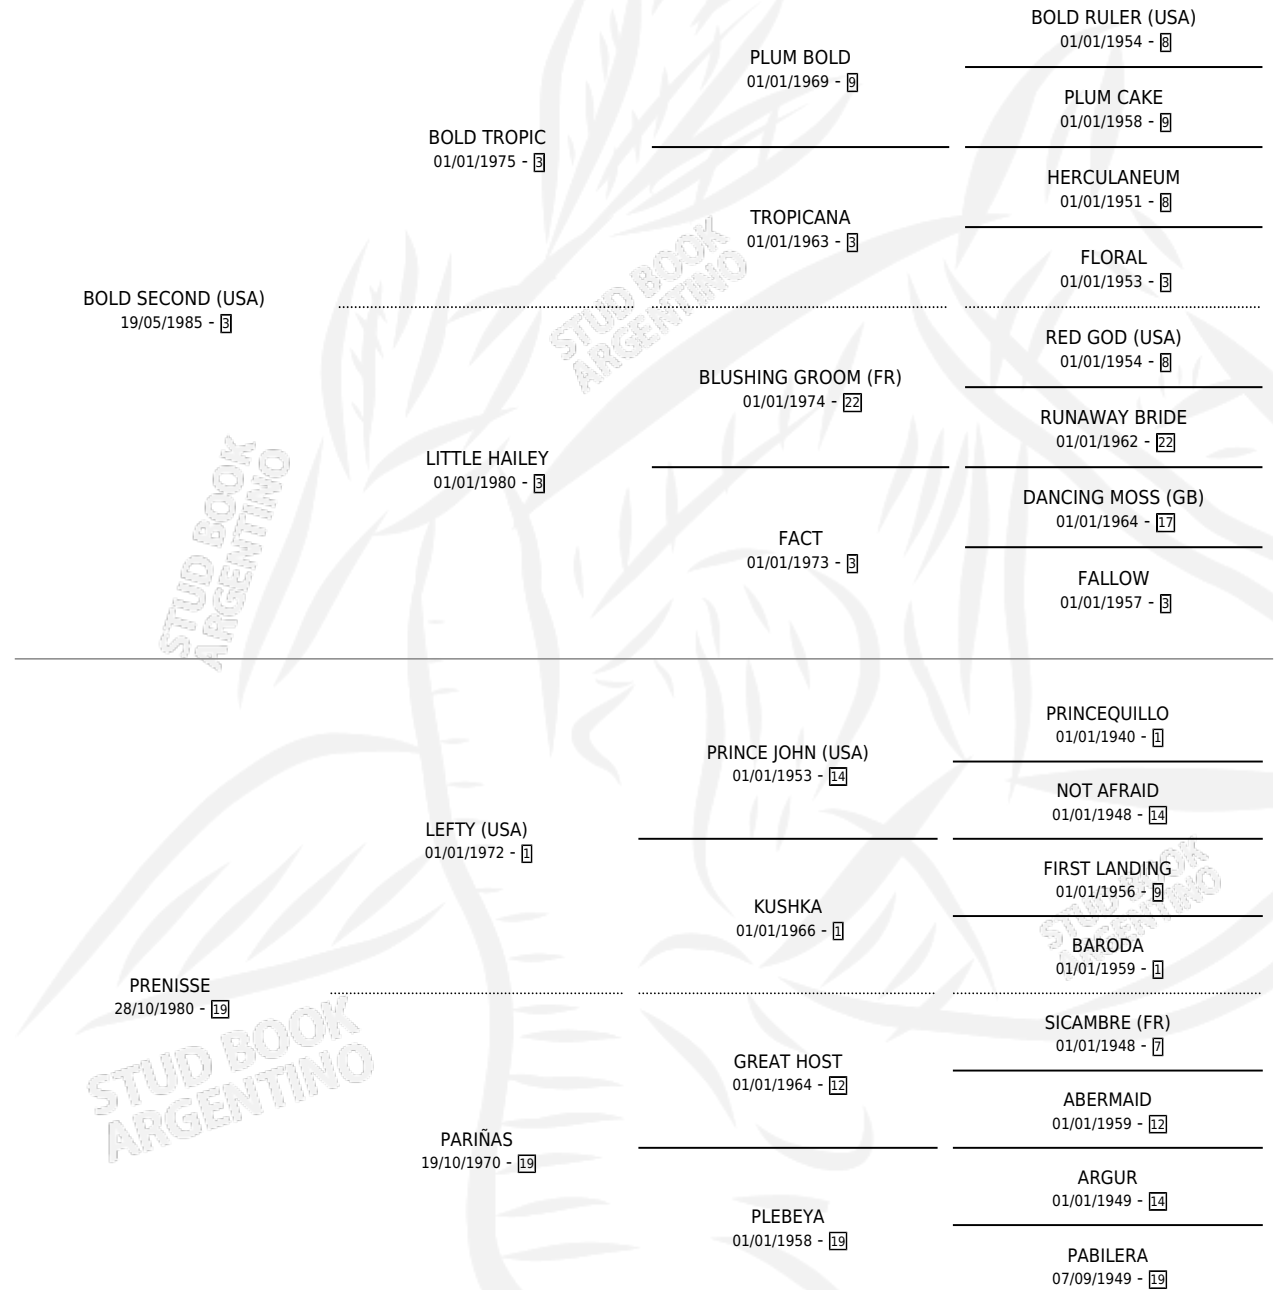 BOLD RULER (USA)
01/01/1954 - 8
PLUM BOLD
01/01/1969 - 9
PLUM CAKE
01/01/1958 - 9
BOLD TROPIC
01/01/1975 - 3
HERCULANEUM
01/01/1951 - 8
TROPICANA
01/01/1963 - 3
FLORAL
01/01/1953 - 3
BOLD SECOND (USA)
19/05/1985 - 3
RED GOD (USA)
01/01/1954 - 8
BLUSHING GROOM (FR)
01/01/1974 - 22
RUNAWAY BRIDE
01/01/1962 - 22
LITTLE HAILEY
01/01/1980 - 3
DANCING MOSS (GB)
01/01/1964 - 17
FACT
01/01/1973 - 3
FALLOW
01/01/1957 - 3
PRINCEQUILLO
01/01/1940 - 1
PRINCE JOHN (USA)
01/01/1953 - 14
NOT AFRAID
01/01/1948 - 14
LEFTY (USA)
01/01/1972 - 1
FIRST LANDING
01/01/1956 - 9
KUSHKA
01/01/1966 - 1
BARODA
01/01/1959 - 1
PRENISSE
28/10/1980 - 19
SICAMBRE (FR)
01/01/1948 - 7
GREAT HOST
01/01/1964 - 12
ABERMAID
01/01/1959 - 12
PARIÑAS
19/10/1970 - 19
ARGUR
01/01/1949 - 14
PLEBEYA
01/01/1958 - 19
PABILERA
07/09/1949 - 19
STUD BOOK
ARGENTINO
STUD BOOK
ARGENTINO
STUD BOOK
ARGENTINO
STUD BOOK
ARGENTINO